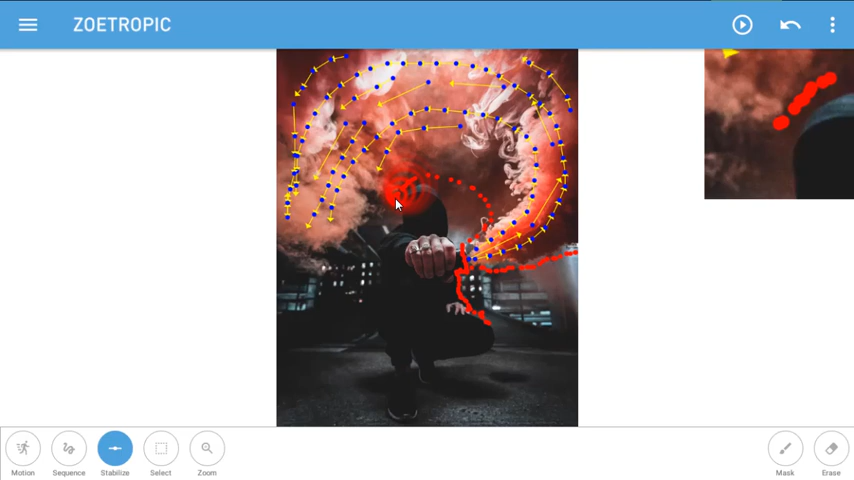 ZOETROPIC
Motion
Sequence
Stabilize
Select
Zoom
Mask
Erase